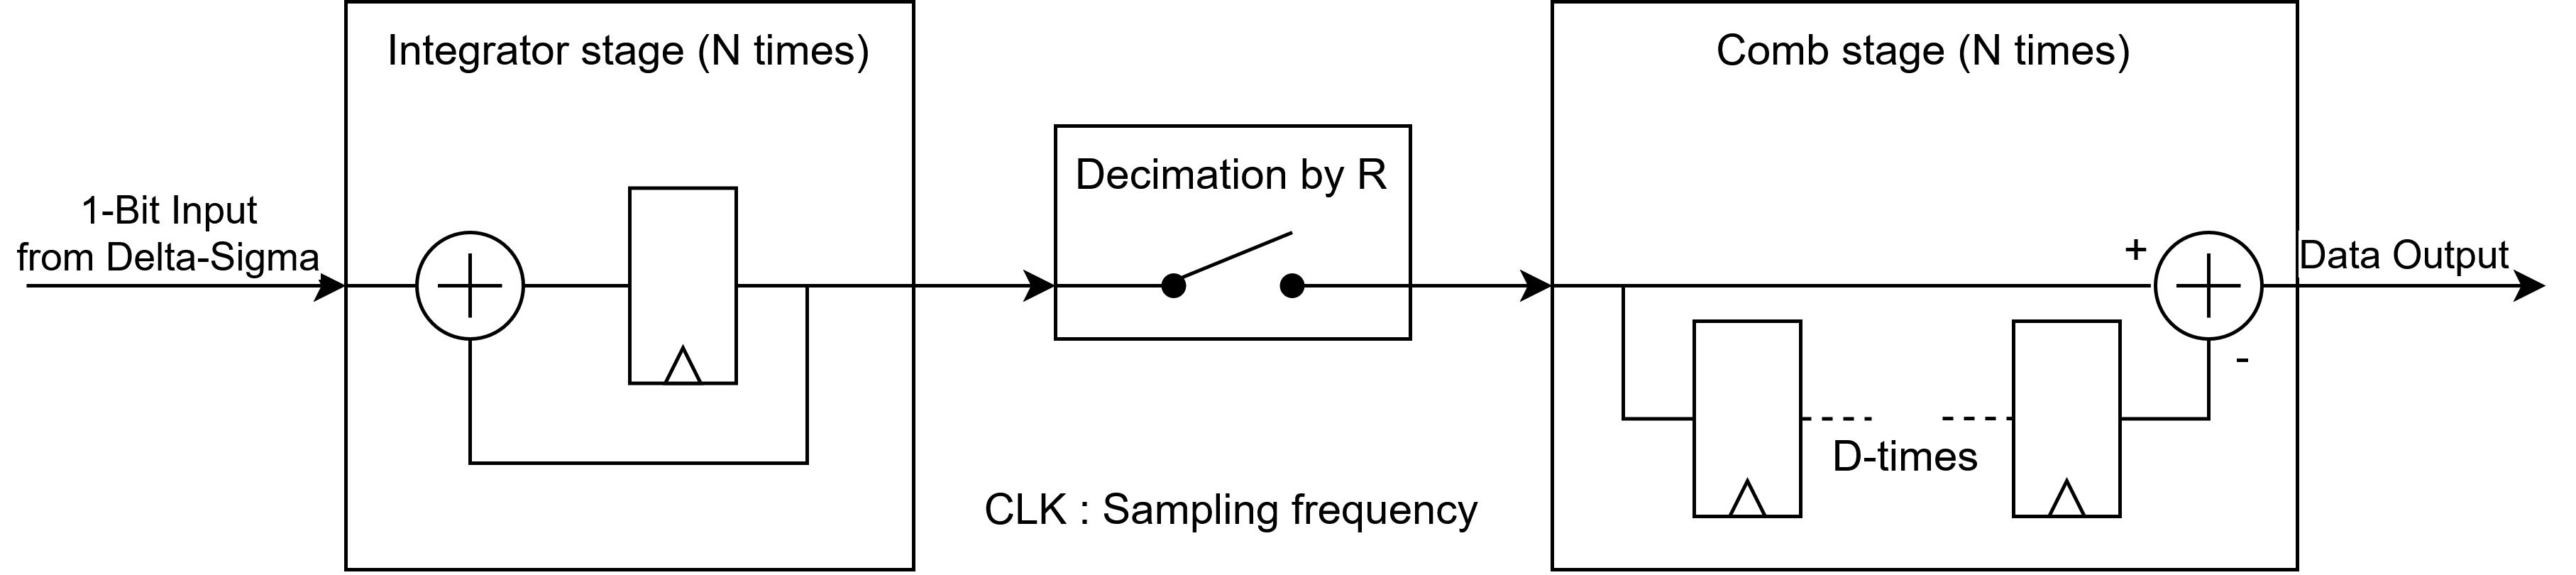 Integrator stage (N times)
Comb stage (N times)
Decimation by R
1-Bit Input
from Delta-Sigma
+
Data Output
-
D-times
CLK : Sampling frequency